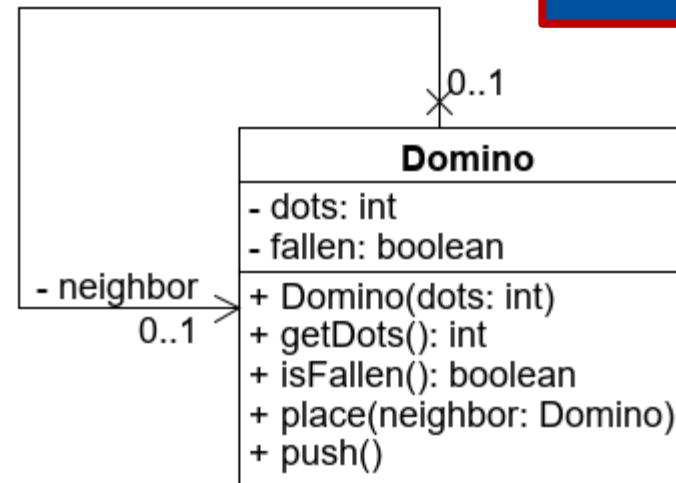 0..1
Domino
- dots: int
- fallen: boolean
- neighbor
0..1
+ Domino(dots: int)
+ getDots(): int
+ isFallen(): boolean
+ place(neighbor: Domino)
+ push()